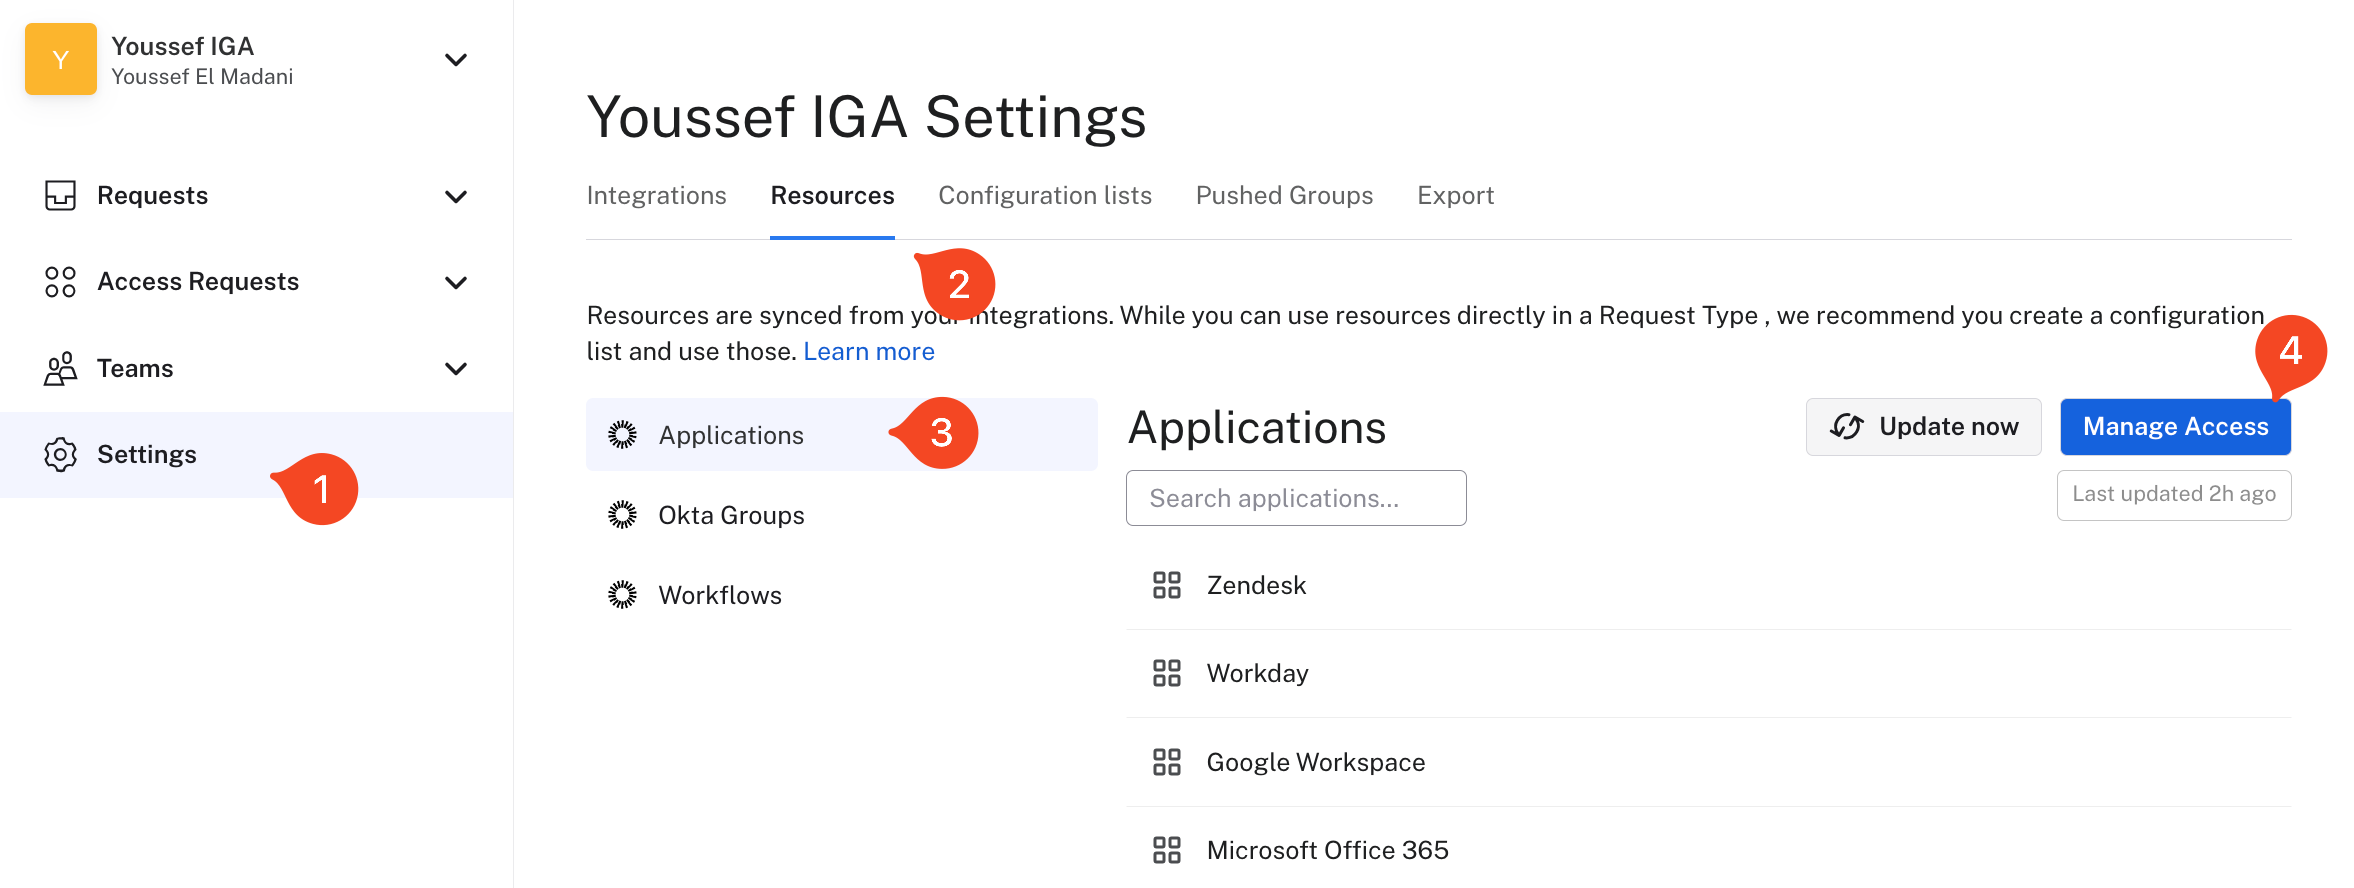 Y
Youssef IGA
Youssef El Madani
Requests
Access Requests
Teams
Settings
1
Youssef IGA Settings
Integrations Resources Configuration lists Pushed Groups Export
2
Resources are synced from your integrations. While you can use resources directly in a Request Type , we recommend you create a configuration
list and use those. Learn more
4
Applications
3
Okta Groups
Workflows
Applications
Update now
Manage Access
Search applications...
Last updated 2h ago
Zendesk
Workday
Google Workspace
Microsoft Office 365